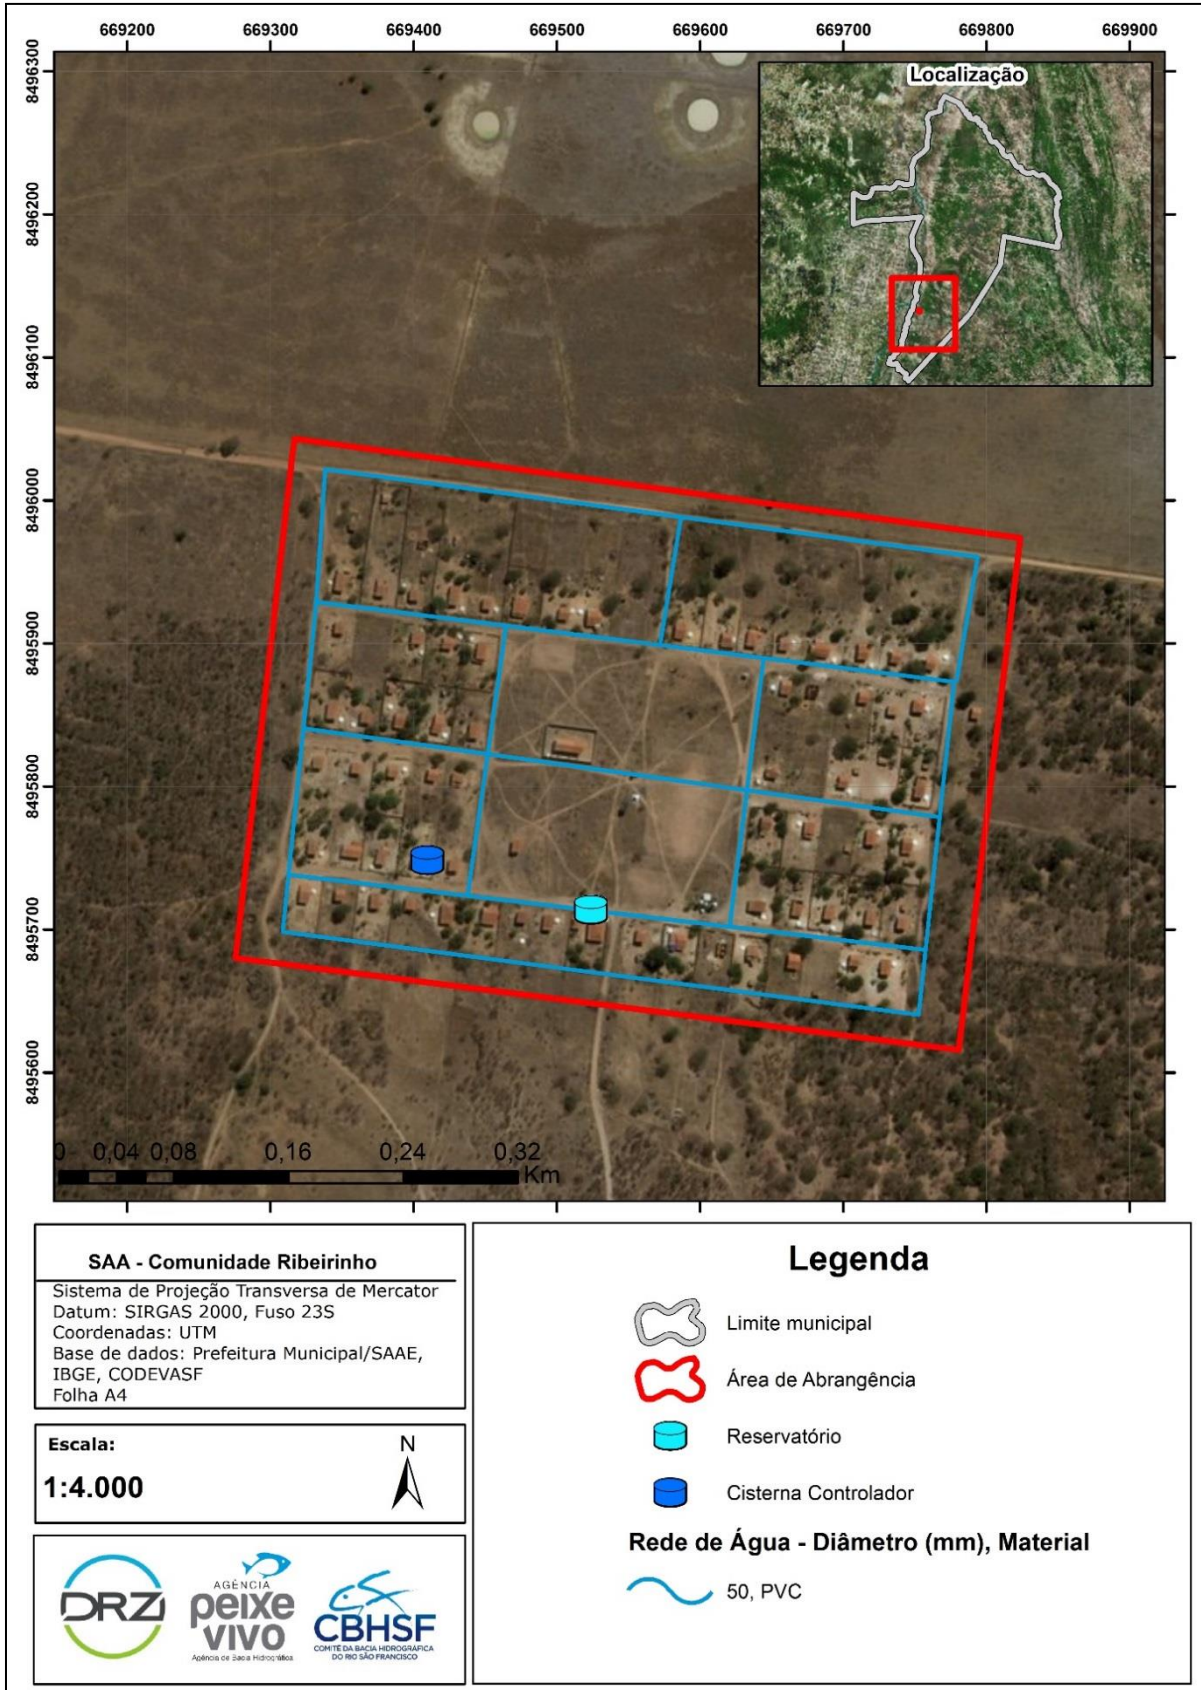 669200 669300 669400 669500 669600 669700 669800 669900
8496300
8496200
8496100
8496000
8495900
8495800
8495700
8495600
Localização
0 0,04 0,08 0,16 0,24 0,32
Km
SAA - Comunidade Ribeirinho
Sistema de Projeção Transversa de Mercator
Datum: SIRGAS 2000, Fuso 23S
Coordenadas: UTM
Base de dados: Prefeitura Municipal/SAAE,
IBGE, CODEVASF
Folha A4
Escala:
1:4.000
N
DRZ
AGÊNCIA
peixe
vivo
Agência de Bacia Hidrográfica
CBHSF
COMITÊ DA BACIA HIDROGRÁFICA
DO RIO SÃO FRANCISCO
Legenda
Limite municipal
Área de Abrangência
Reservatório
Cisterna Controlador
Rede de Água - Diâmetro (mm), Material
50, PVC